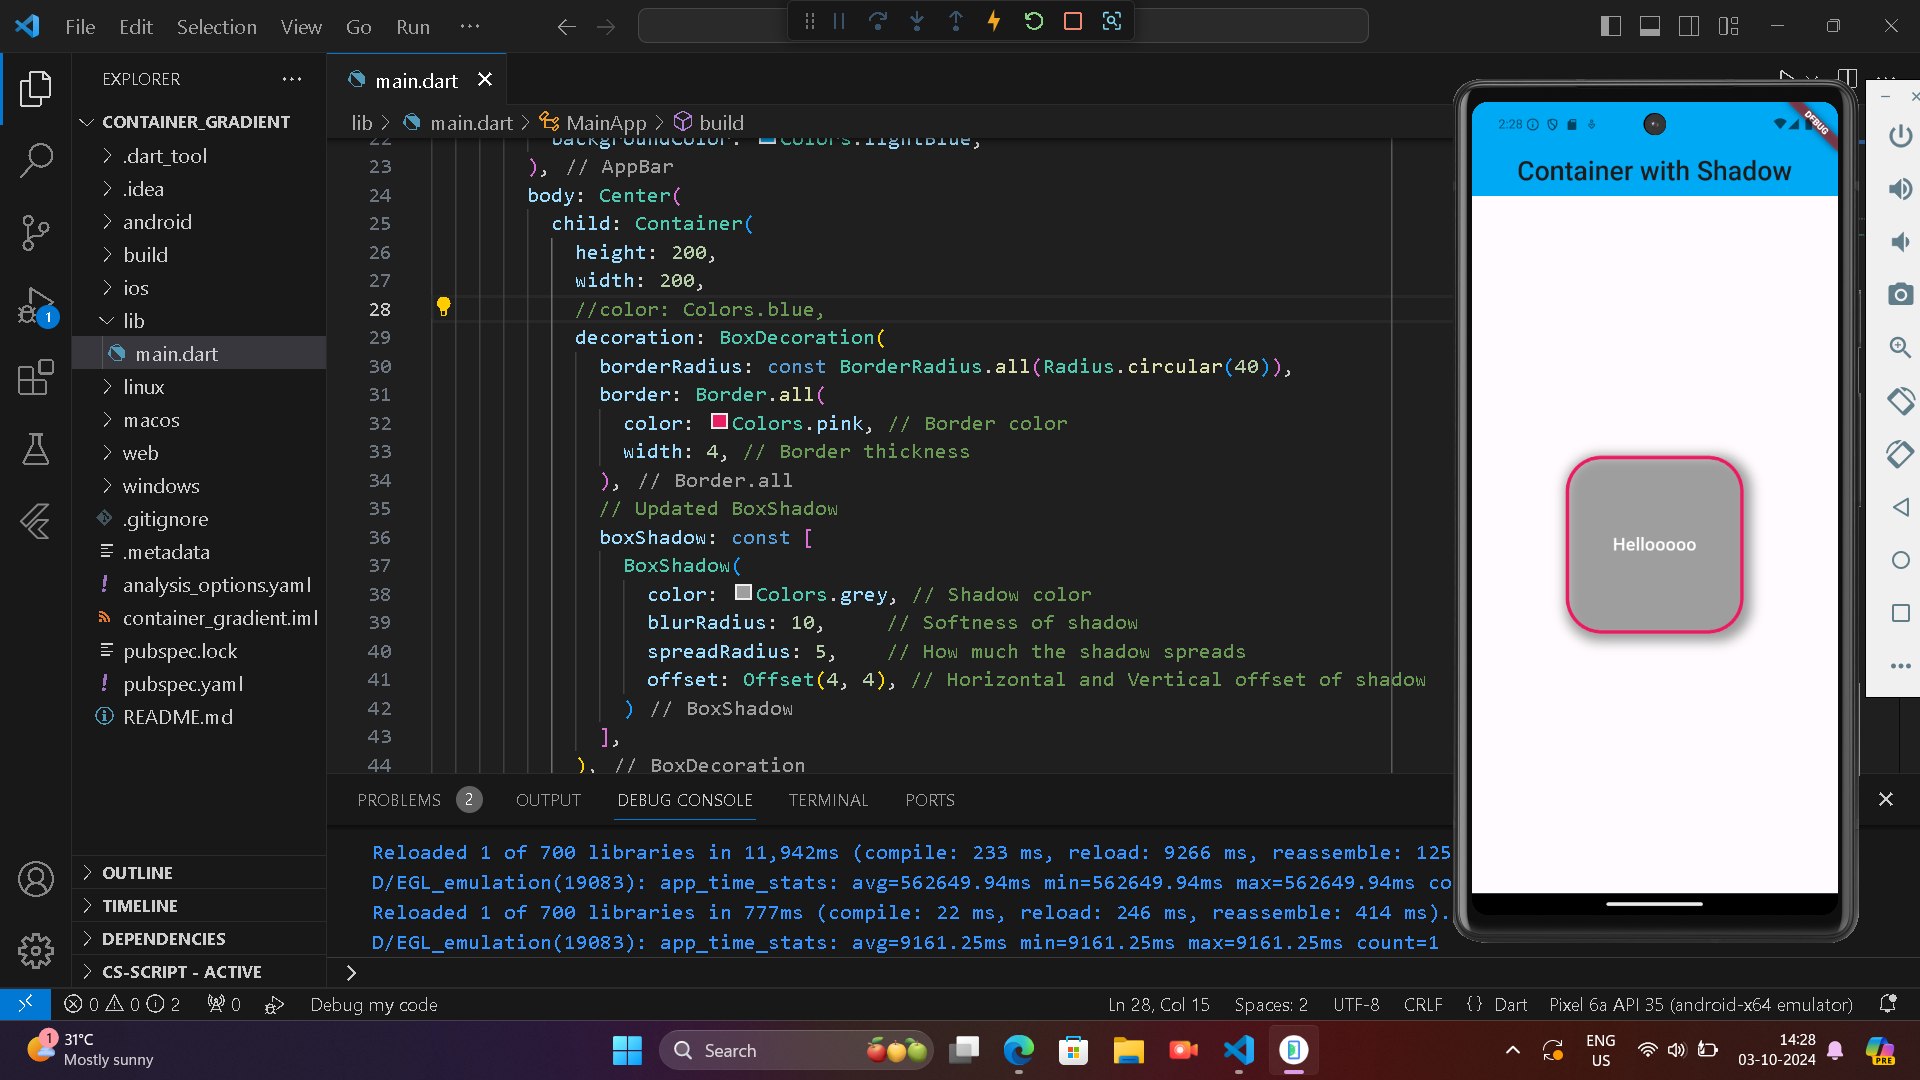 File Edit Selection View Go Run ...
EXPLORER
CONTAINER_GRADIENT
.dart_tool
.idea
android
build
ios
lib
main.dart
linux
macos
web
windows
.gitignore
.metadata
analysis_options.yaml
container_gradient.iml
pubspec.lock
pubspec.yaml
README.md
OUTLINE
TIMELINE
DEPENDENCIES
CS-SCRIPT - ACTIVE
1
main.dart
lib > main.dart > MainApp > build
22 backgroundColor: Colors.lightBlue,
23 ), // AppBar
24 body: Center(
25 child: Container(
26 height: 200,
27 width: 200,
28 //color: Colors.blue,
29 decoration: BoxDecoration(
30 borderRadius: const BorderRadius.all(Radius.circular(40)),
31 border: Border.all(
32 color: Colors.pink, // Border color
33 width: 4, // Border thickness
34 ), // Border.all
35 // Updated BoxShadow
36 boxShadow: const [
37 BoxShadow(
38 color: Colors.grey, // Shadow color
39 blurRadius: 10, // Softness of shadow
40 spreadRadius: 5, // How much the shadow spreads
41 offset: Offset(4, 4), // Horizontal and Vertical offset of shadow
42 ) // BoxShadow
43 ],
44 ), // BoxDecoration
PROBLEMS 2 OUTPUT DEBUG CONSOLE TERMINAL PORTS
Reloaded 1 of 700 libraries in 11,942ms (compile: 233 ms, reload: 9266 ms, reassemble: 125
D/EGL_emulation(19083): app_time_stats: avg=562649.94ms min=562649.94ms max=562649.94ms co
Reloaded 1 of 700 libraries in 777ms (compile: 22 ms, reload: 246 ms, reassemble: 414 ms).
D/EGL_emulation(19083): app_time_stats: avg=9161.25ms min=9161.25ms max=9161.25ms count=1
>
2:28
DEBUG
Container with Shadow
Hellooooo
0 0 2 0 Debug my code Ln 28, Col 15 Spaces: 2 UTF-8 CRLF {} Dart Pixel 6a API 35 (android-x64 emulator)
1
31°C
Mostly sunny
Search
ENG
US
14:28
03-10-2024
PRE